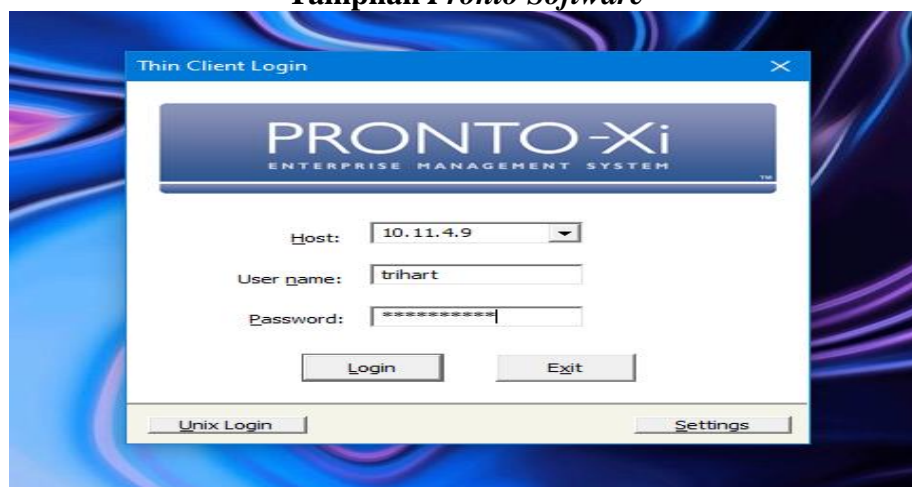 Tampilan Pronto Software
Thin Client Login
PRONTO-Xi
ENTERPRISE MANAGEMENT SYSTEM
TM
Host: 10.11.4.9
User name: trihart
Password: **********
Login Exit
Unix Login Settings